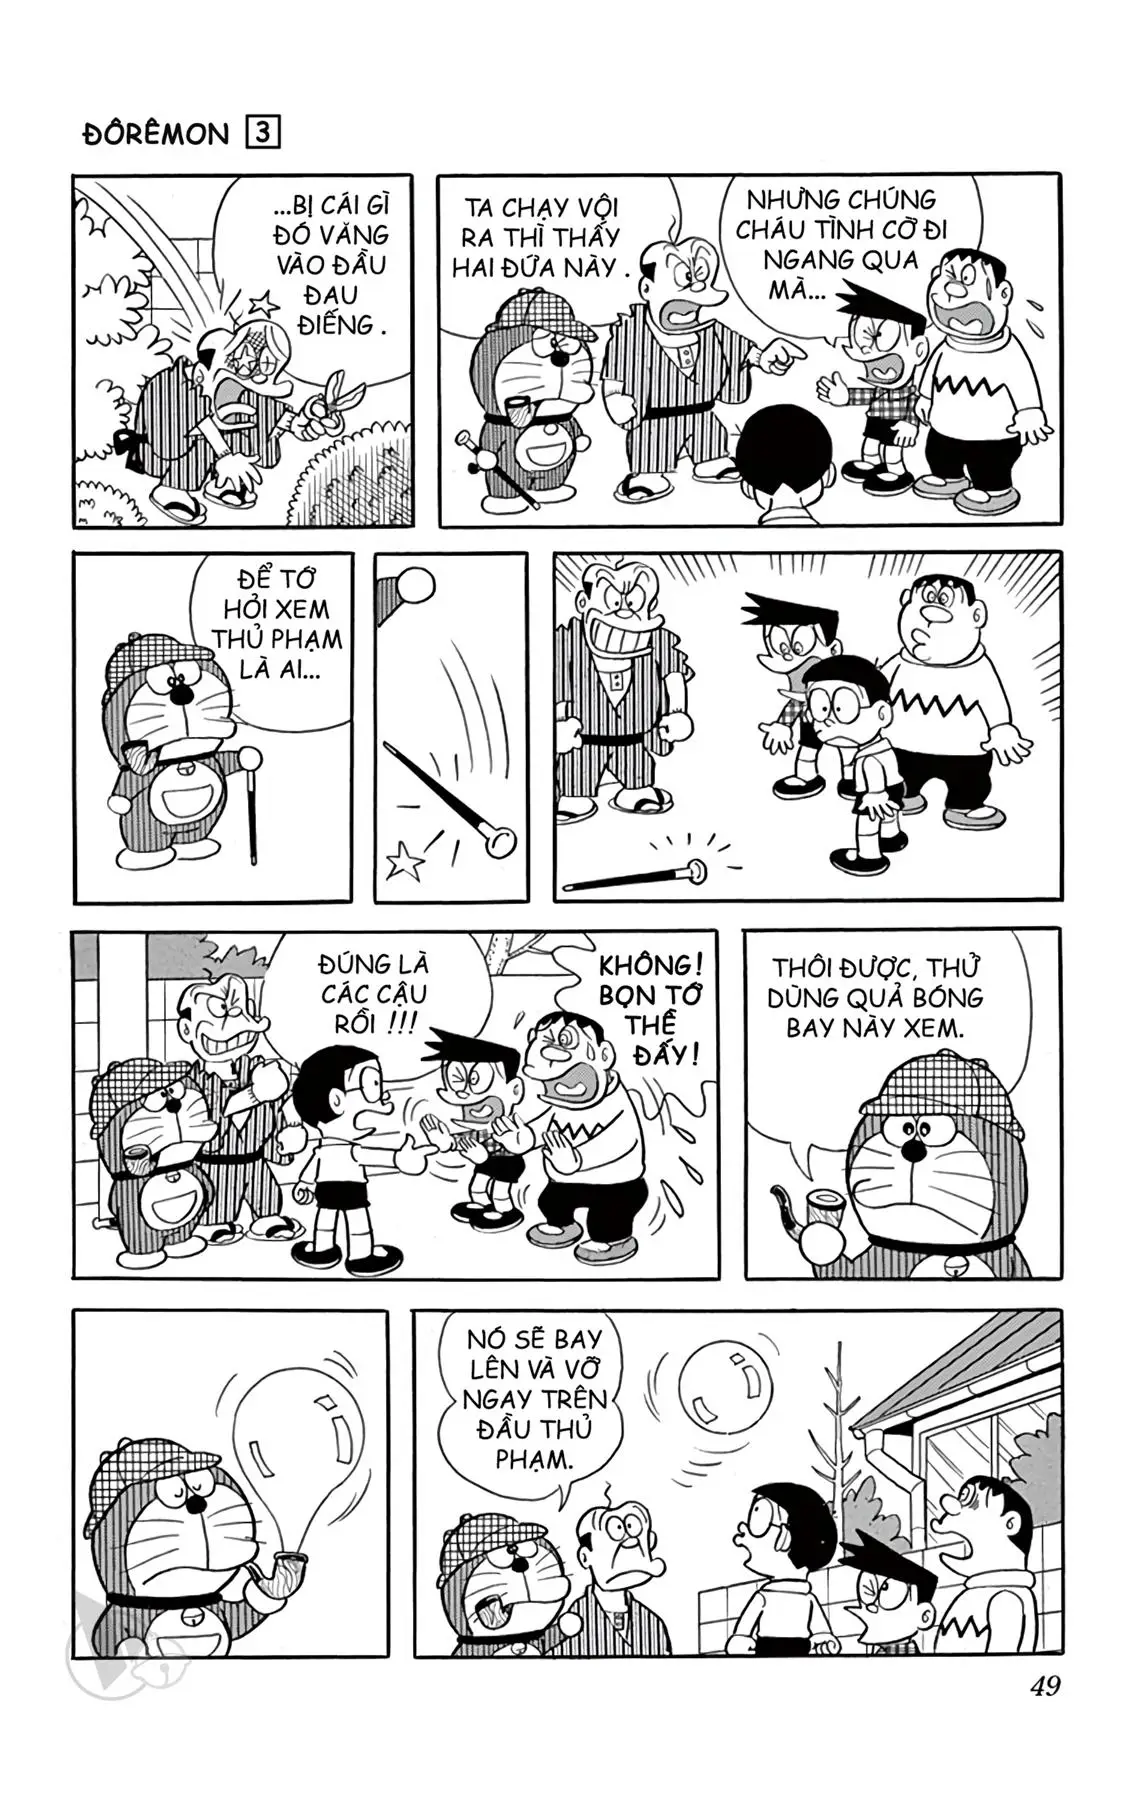 ĐÔRÊMON 3
...BỊ CÁI GÌ
ĐÓ VĂNG
VÀO ĐẦU
ĐAU
ĐIẾNG.
TA CHẠY VỘI
RA THÌ THẤY
HAI ĐỨA NÀY.
NHƯNG CHÚNG
CHÁU TÌNH CỜ ĐI
NGANG QUA
MÀ...
ĐỂ TỚ
HỎI XEM
THỦ PHẠM
LÀ AI...
ĐÚNG LÀ
CÁC CẬU
RỒI !!!
KHÔNG!
BỌN TỚ
THỀ
ĐẤY!
THÔI ĐƯỢC, THỬ
DÙNG QUẢ BÓNG
BAY NÀY XEM.
NÓ SẼ BAY
LÊN VÀ VỠ
NGAY TRÊN
ĐẦU THỦ
PHẠM.
49